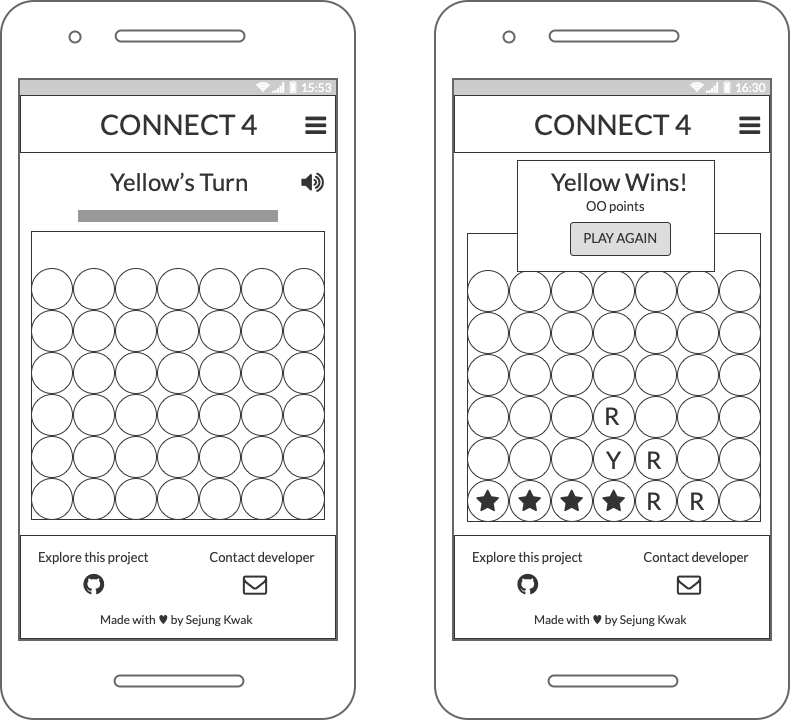 15:53
CONNECT 4
Yellow’s Turn
Explore this project
Contact developer
Made with ♥ by Sejung Kwak
16:30
CONNECT 4
Yellow Wins!
OO points
PLAY AGAIN
R
Y R
R R
Explore this project
Contact developer
Made with ♥ by Sejung Kwak